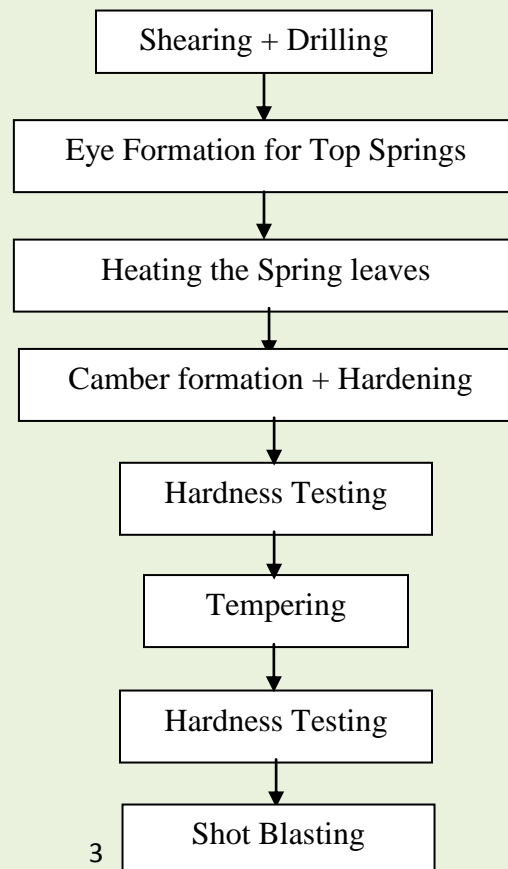 Shearing + Drilling
Eye Formation for Top Springs
Heating the Spring leaves
Camber formation + Hardening
Hardness Testing
Tempering
Hardness Testing
Shot Blasting
3